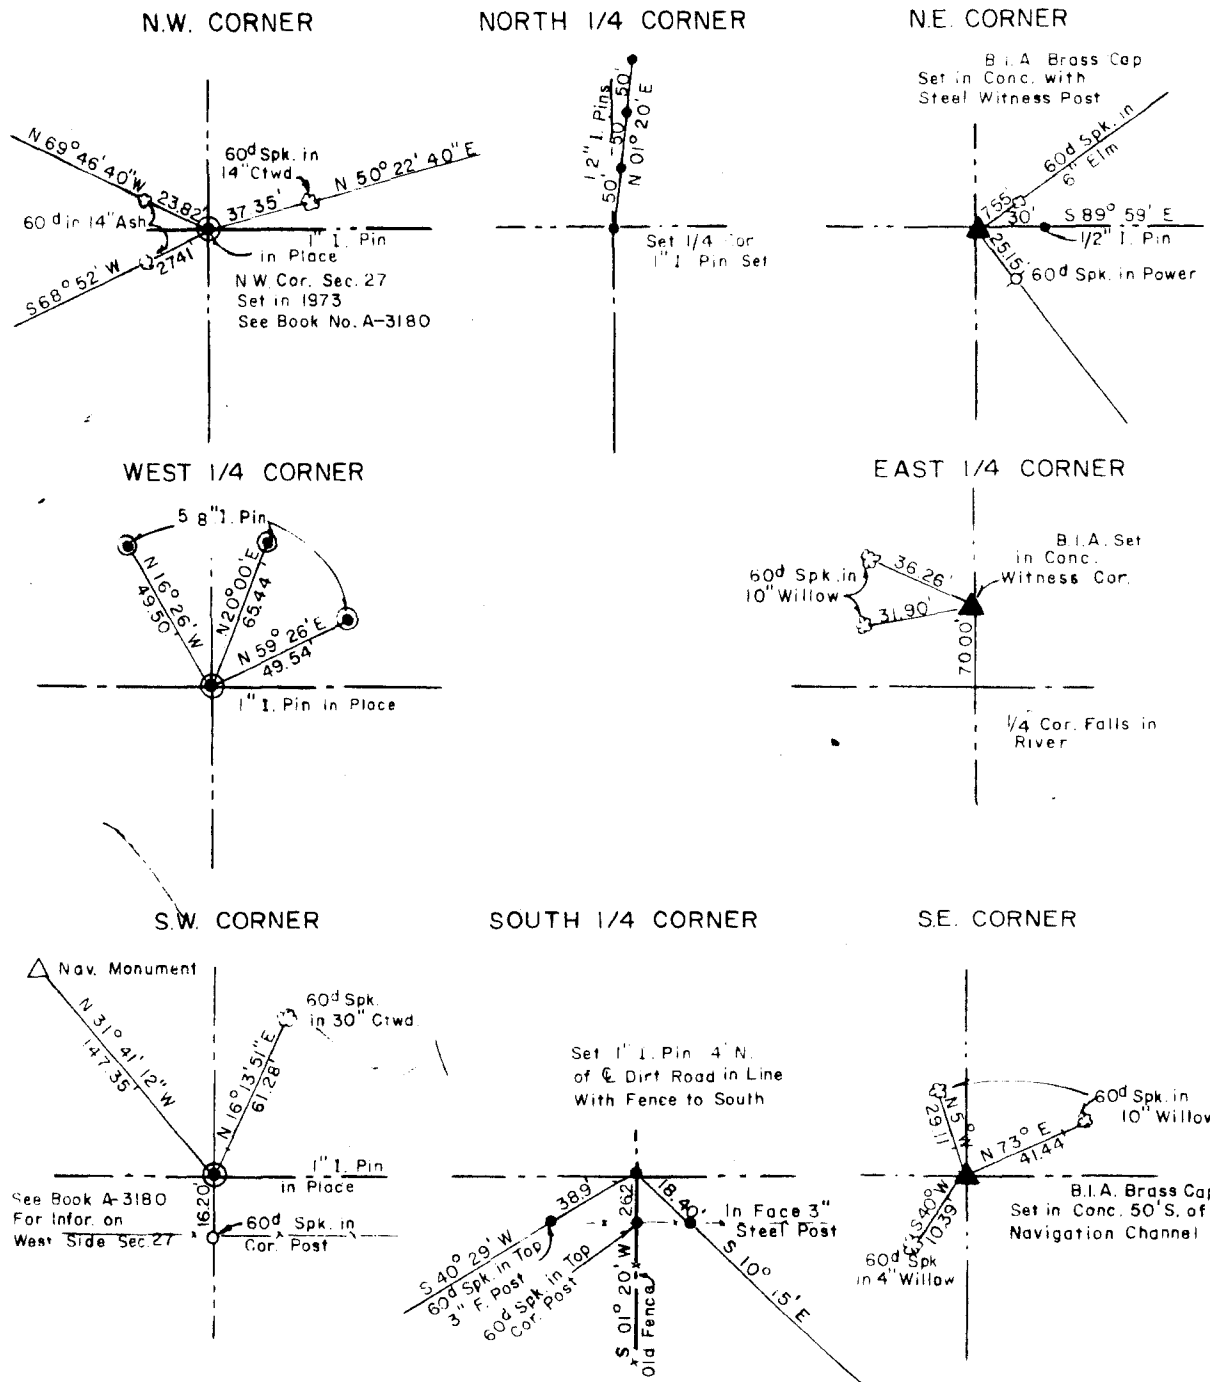 N.W. CORNER
N 69° 46' 40" W
23.82'
60d Spk. in
14" Ctwd.
N 50° 22' 40" E
37.35'
60d in 14" Ash
S 68° 52' W
27.41
1" I. Pin
in Place
N.W. Cor. Sec. 27
Set in 1973
See Book No. A-3180
NORTH 1/4 CORNER
1/2" I. Pins
50'
50'
50'
N 01° 20' E
Set 1/4 Cor
1" I. Pin Set
N.E. CORNER
B.I.A. Brass Cap
Set in Conc. with
Steel Witness Post
60d Spk. in
6" Elm
7.55'
30'
S 89° 59' E
1/2" I. Pin
25.15'
60d Spk. in Power
WEST 1/4 CORNER
5/8" I. Pin
N 16° 26' W
49.50'
N 20° 00' E
65.44'
N 59° 26' E
49.54'
1" I. Pin in Place
EAST 1/4 CORNER
B.I.A. Set
in Conc.
Witness Cor.
60d Spk. in
10" Willow
36.26'
31.90'
70.00'
1/4 Cor. Falls in
River
S.W. CORNER
Nav. Monument
N 31° 41' 12" W
147.35'
60d Spk.
in 30" Ctwd.
N 16° 13' 51" E
61.28'
1" I. Pin
in Place
See Book A-3180
For Infor. on
West Side Sec. 27
16.20'
60d Spk. in
Cor. Post
SOUTH 1/4 CORNER
Set 1" I. Pin 4' N.
of ℄ Dirt Road in Line
With Fence to South
38.9'
26.2'
18.40'
In Face 3"
Steel Post
S 40° 29' W
60d Spk. in Top
3" F. Post
60d Spk. in Top
Cor. Post
S 01° 20' W
Old Fence
S 10° 15' E
S.E. CORNER
N 5° W
29.11'
60d Spk. in
10" Willow
N 73° E
41.44'
S 40° W
10.39'
60d Spk
in 4" Willow
B.I.A. Brass Cap
Set in Conc. 50' S. of
Navigation Channel